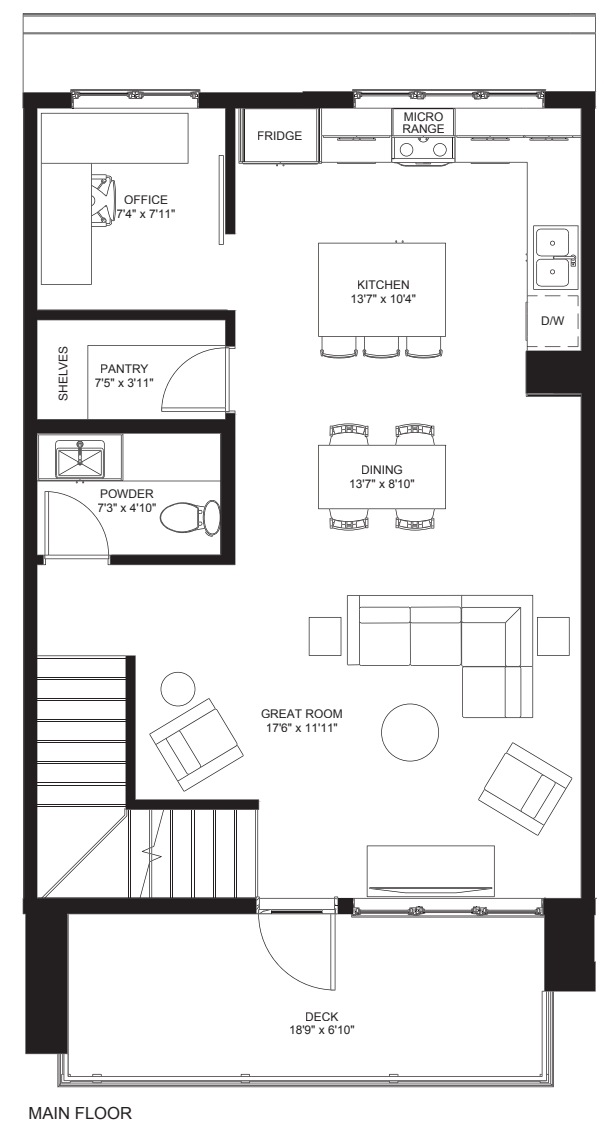 FRIDGE
MICRO
RANGE
OFFICE
7'4" x 7'11"
KITCHEN
13'7" x 10'4"
D/W
SHELVES
PANTRY
7'5" x 3'11"
DINING
13'7" x 8'10"
POWDER
7'3" x 4'10"
GREAT ROOM
17'6" x 11'11"
DECK
18'9" x 6'10"
MAIN FLOOR